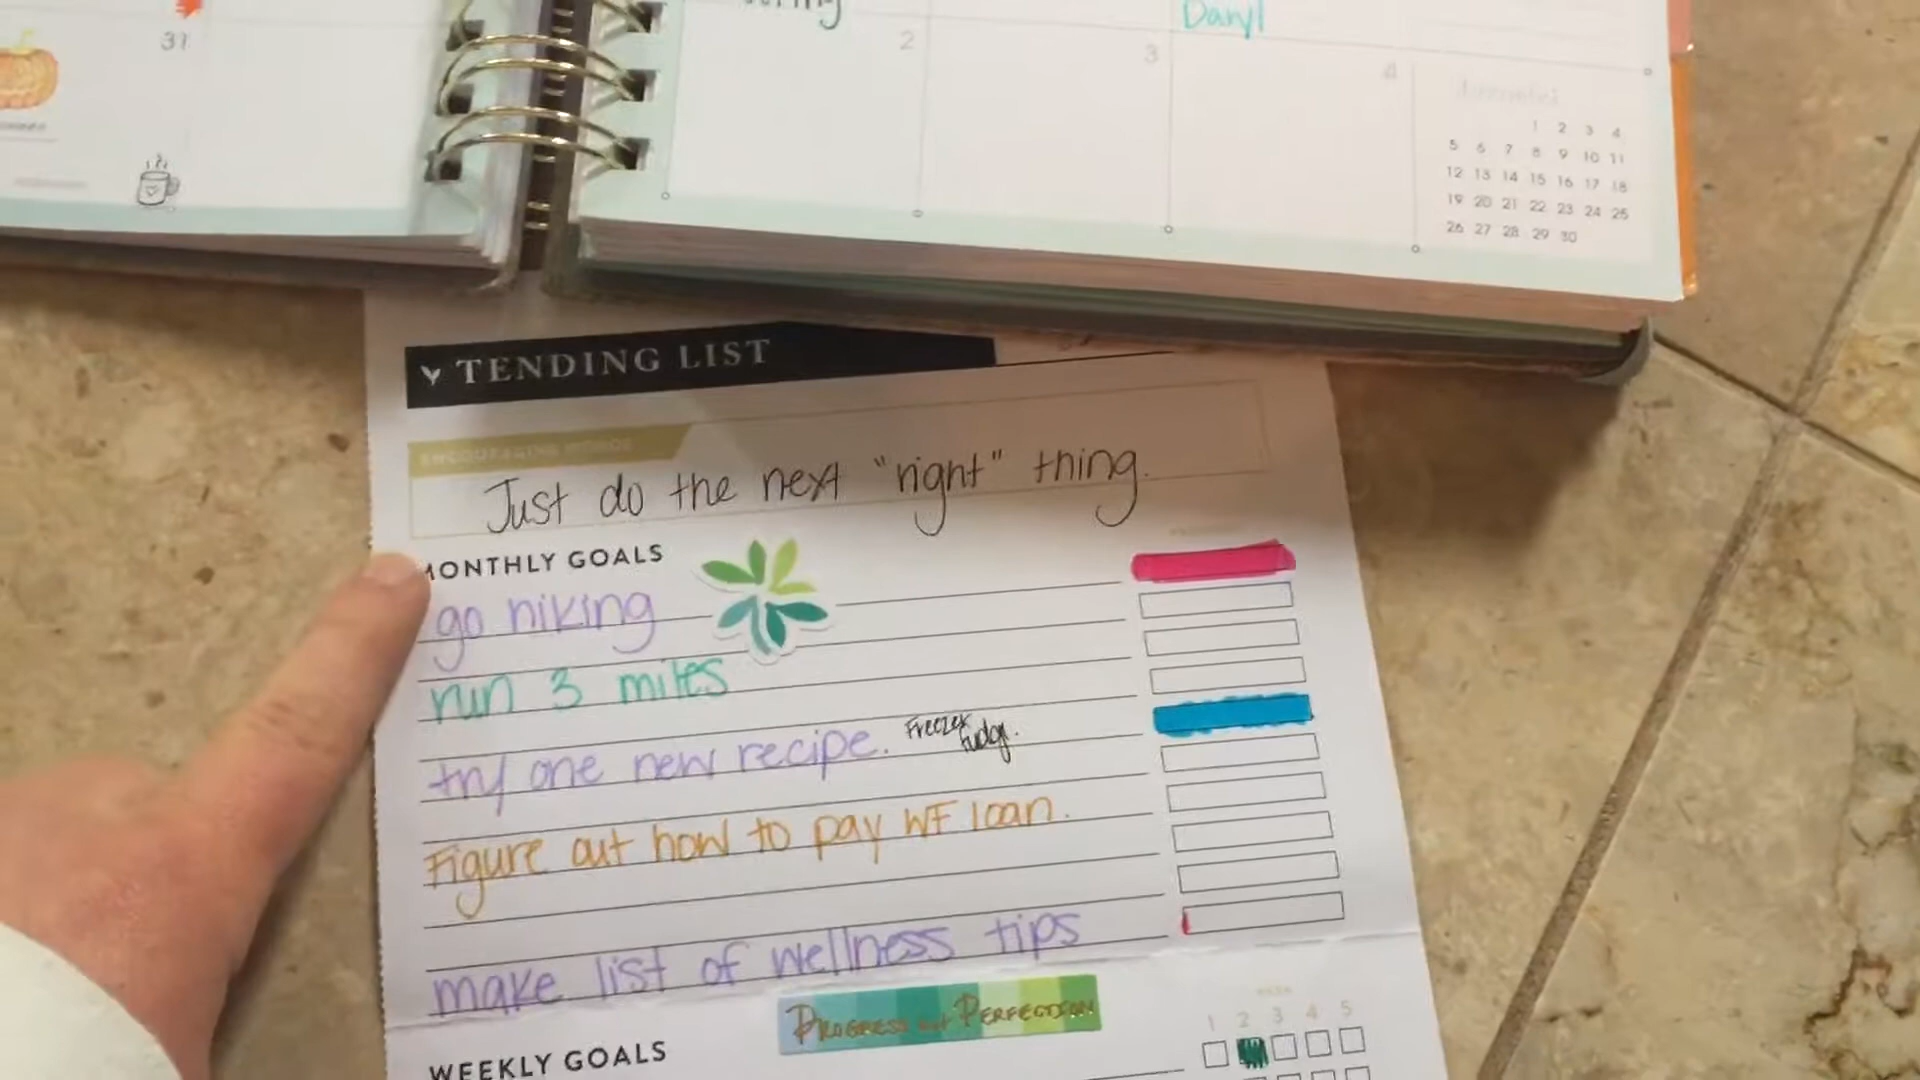 Daryl
31
2
3
4
1 2 3 4
5 6 7 8 9 10 11
12 13 14 15 16 17 18
19 20 21 22 23 24 25
26 27 28 29 30
TENDING LIST
ENCOURAGING WORDS
Just do the next "right" thing.
MONTHLY GOALS
go hiking
run 3 miles
try one new recipe. Freezer fudge.
Figure out how to pay WF loan.
make list of wellness tips
PROGRESS not PERFECTION
WEEKLY GOALS
1 2 3 4 5